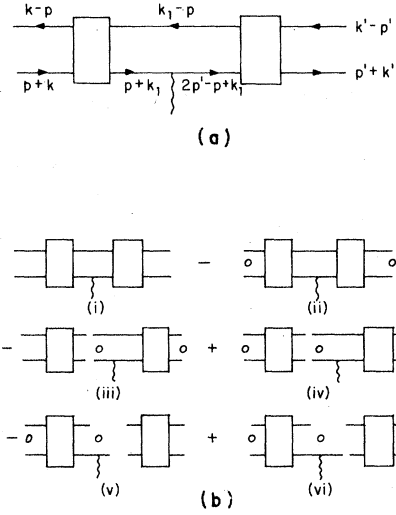 k−p k₁−p k'−p'
p+k p+k₁ 2p'−p+k₁ p'+k'
(a)
−
(i) (ii)
− o o + o o
(iii) (iv)
− o o + o o
(v) (vi)
(b)